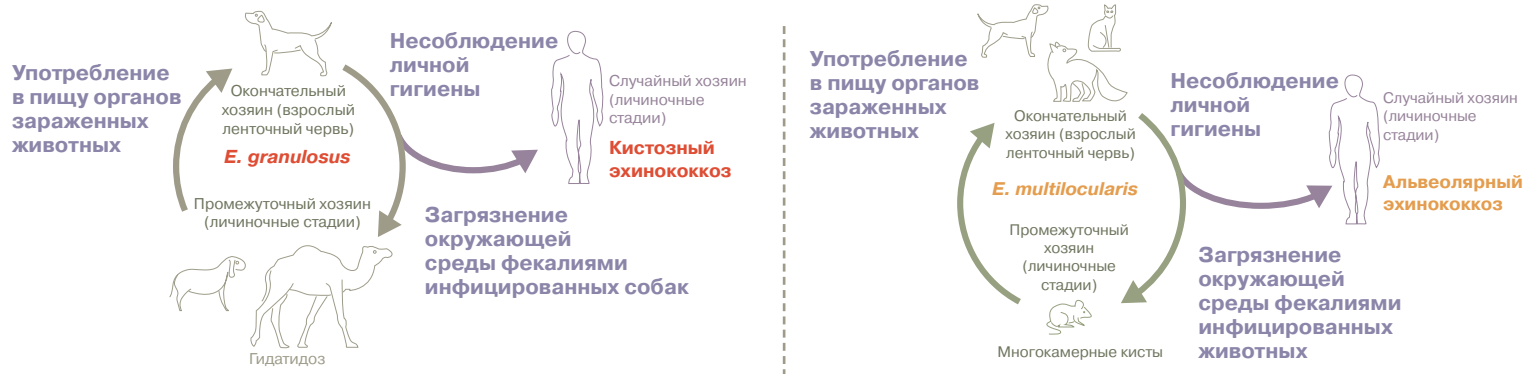 Употребление
в пищу органов
зараженных
животных
Окончательный
хозяин (взрослый
ленточный червь)
E. granulosus
Промежуточный хозяин
(личиночные стадии)
Гидатидоз
Несоблюдение
личной
гигиены
Случайный хозяин
(личиночные
стадии)
Кистозный
эхинококкоз
Загрязнение
окружающей
среды фекалиями
инфицированных собак
Употребление
в пищу органов
зараженных
животных
Окончательный
хозяин (взрослый
ленточный червь)
E. multilocularis
Промежуточный
хозяин
(личиночные
стадии)
Многокамерные кисты
Несоблюдение
личной
гигиены
Случайный хозяин
(личиночные
стадии)
Альвеолярный
эхинококкоз
Загрязнение
окружающей
среды фекалиями
инфицированных
животных